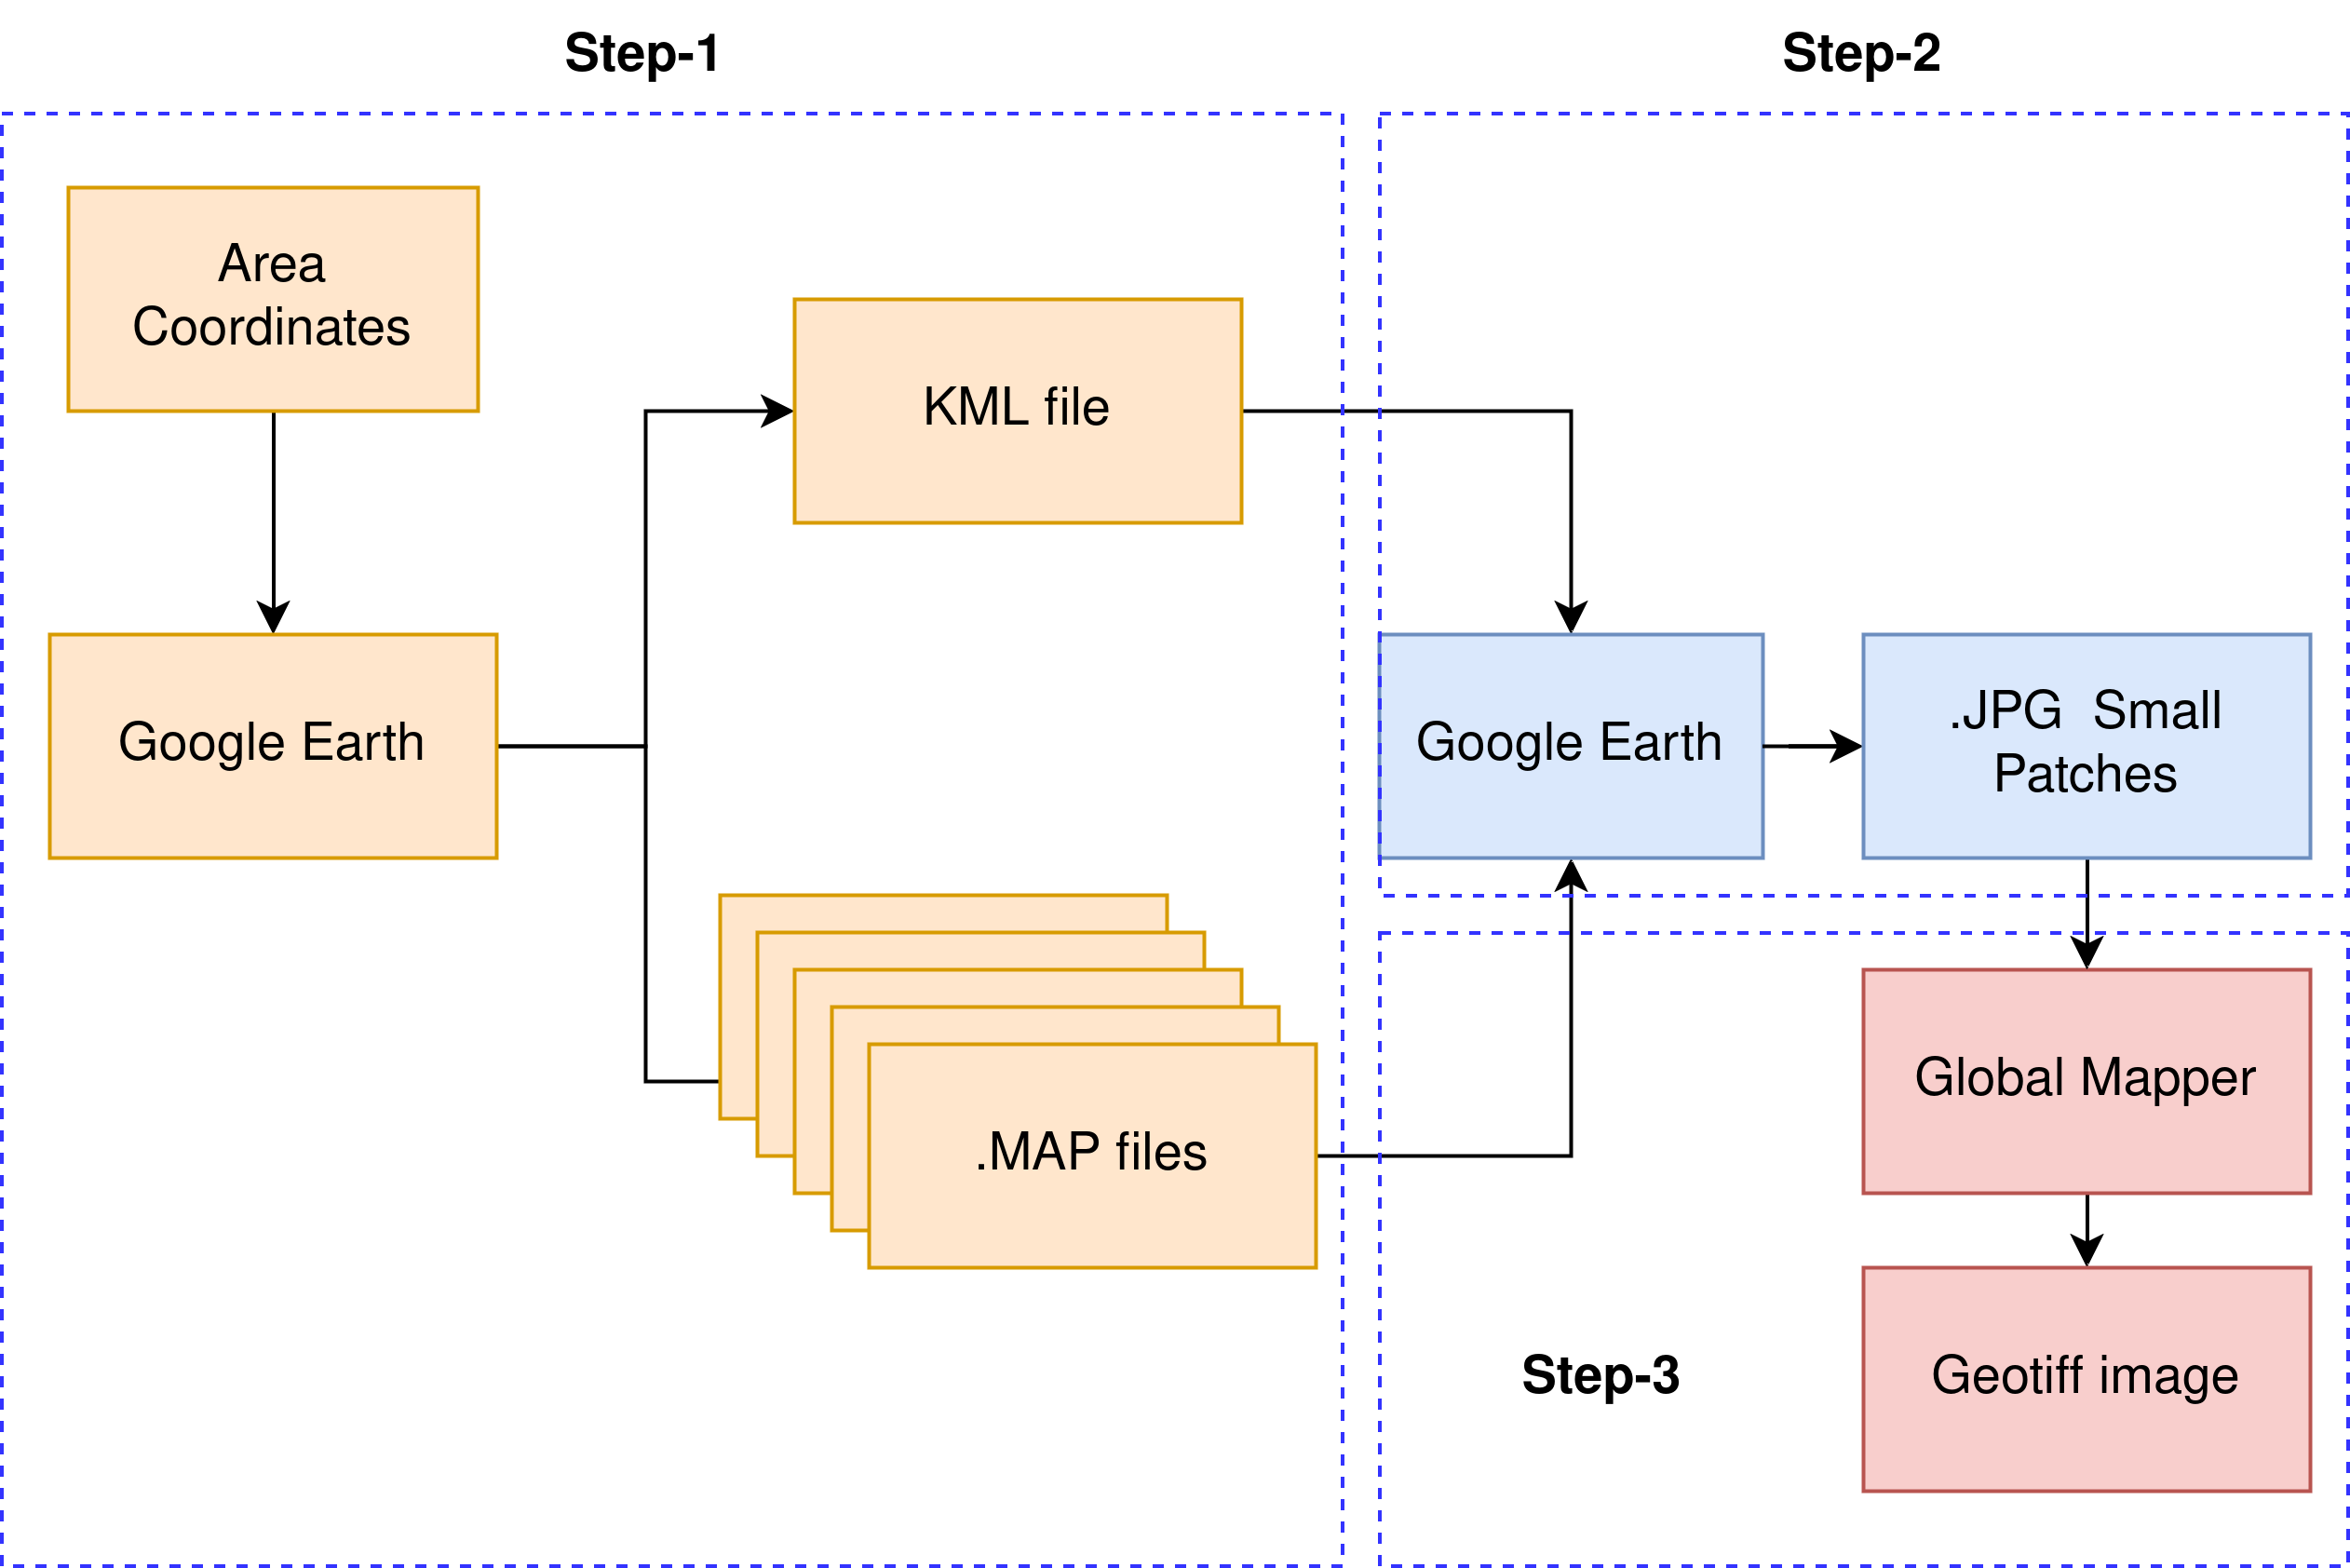 Step-1
Step-2
Area
Coordinates
KML file
Google Earth
Google Earth
.JPG  Small
Patches
.MAP files
Global Mapper
Step-3
Geotiff image